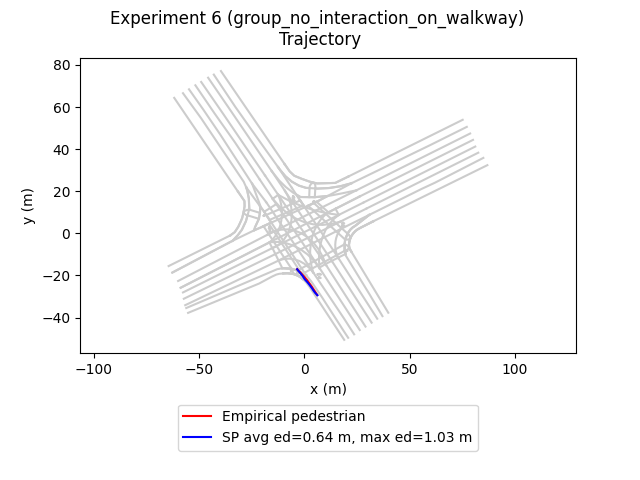 Experiment 6 (group_no_interaction_on_walkway)
Trajectory
80
60
40
20
0
−20
−40
y (m)
−100
−50
0
50
100
x (m)
Empirical pedestrian
SP avg ed=0.64 m, max ed=1.03 m